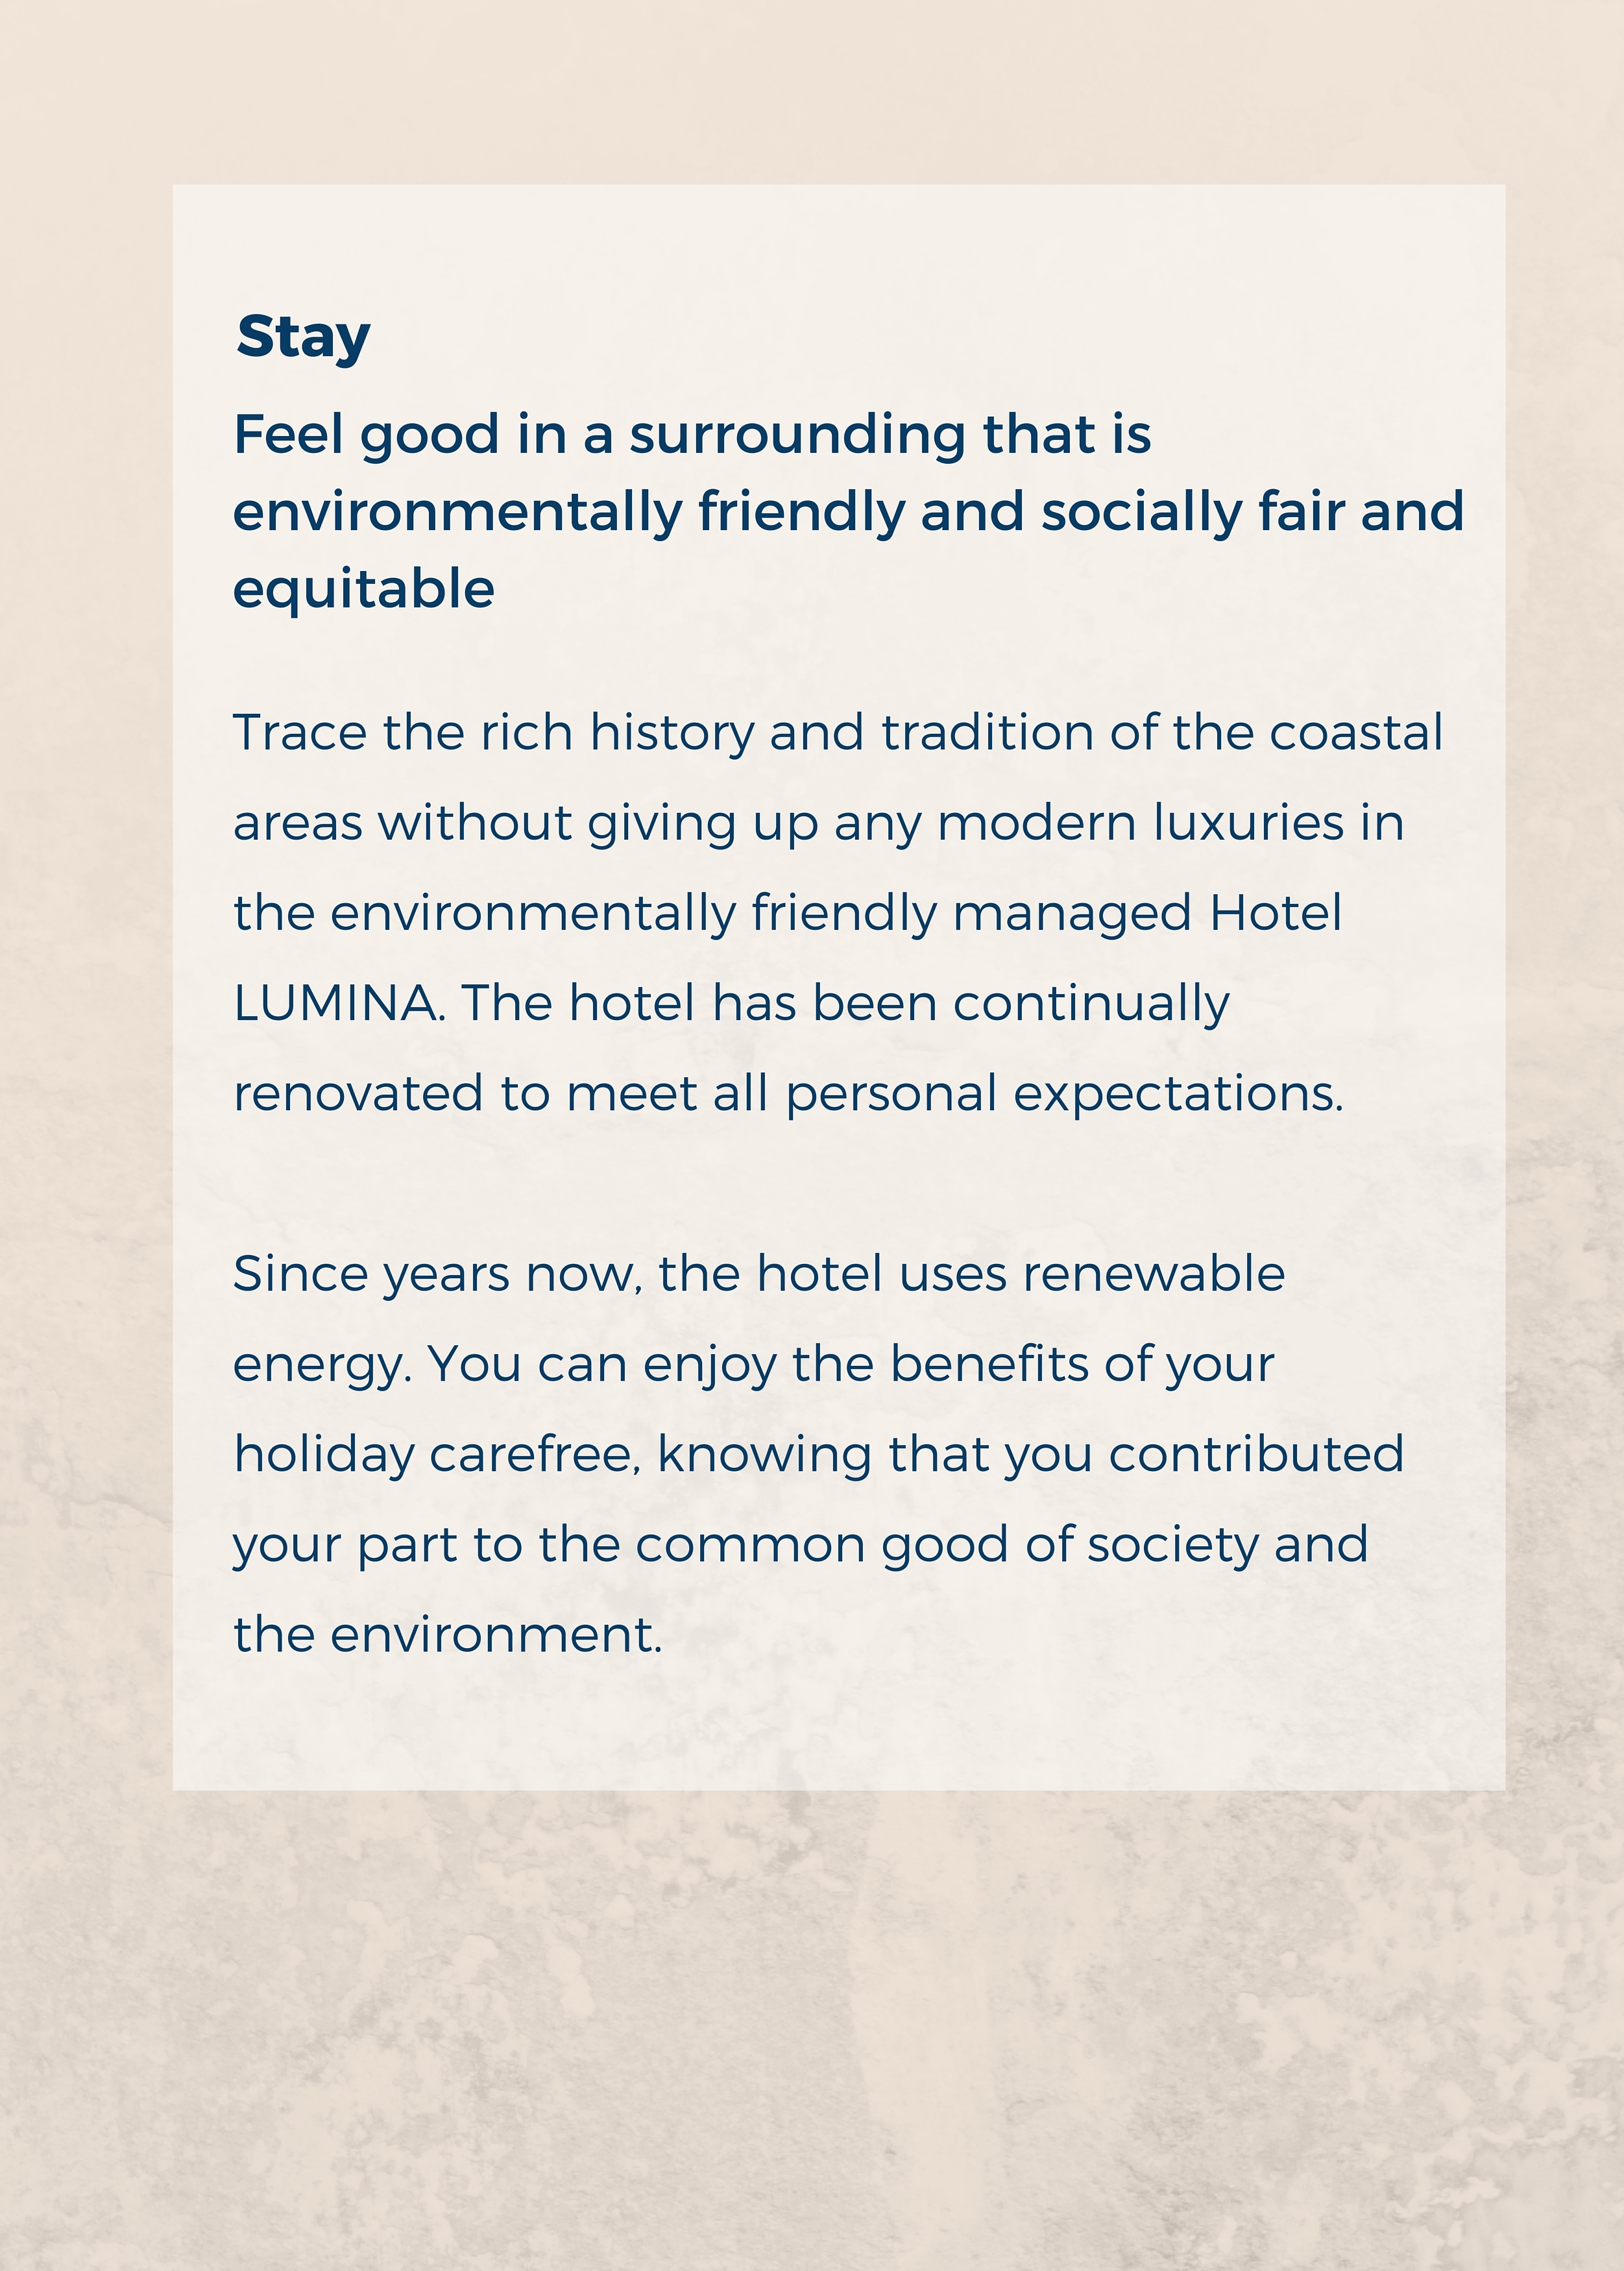 Stay
Feel good in a surrounding that is
environmentally friendly and socially fair and
equitable
Trace the rich history and tradition of the coastal
areas without giving up any modern luxuries in
the environmentally friendly managed Hotel
LUMINA. The hotel has been continually
renovated to meet all personal expectations.
Since years now, the hotel uses renewable
energy. You can enjoy the benefits of your
holiday carefree, knowing that you contributed
your part to the common good of society and
the environment.